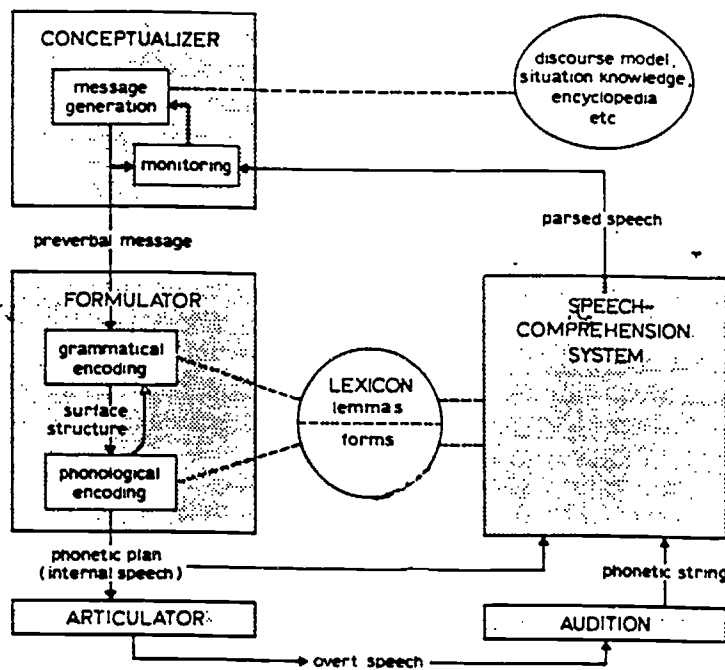 CONCEPTUALIZER
message
generation
monitoring
discourse model,
situation knowledge,
encyclopedia
etc
parsed speech
preverbal message
FORMULATOR
grammatical
encoding
surface
structure
phonological
encoding
LEXICON
lemmas
forms
SPEECH-
COMPREHENSION
SYSTEM
phonetic plan
(internal speech)
phonetic string
ARTICULATOR
AUDITION
overt speech